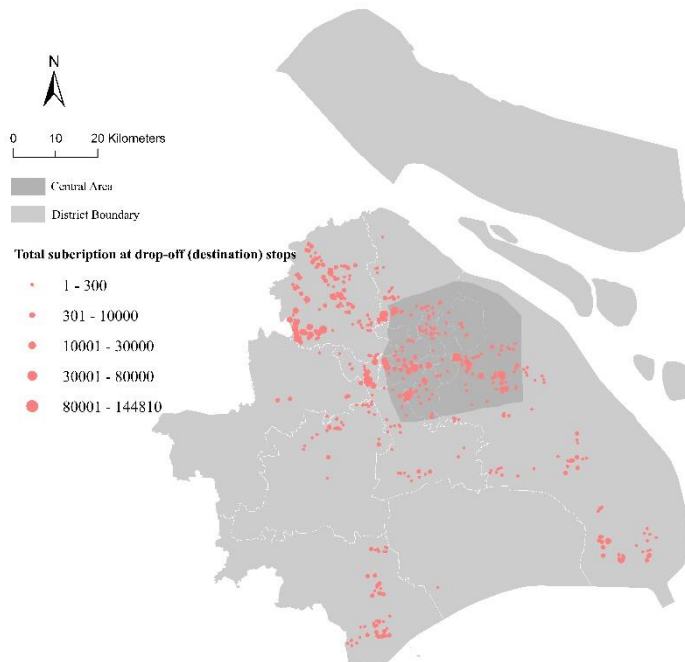 N
0 10 20 Kilometers
Central Area
District Boundary
Total subcription at drop-off (destination) stops
1 - 300
301 - 10000
10001 - 30000
30001 - 80000
80001 - 144810